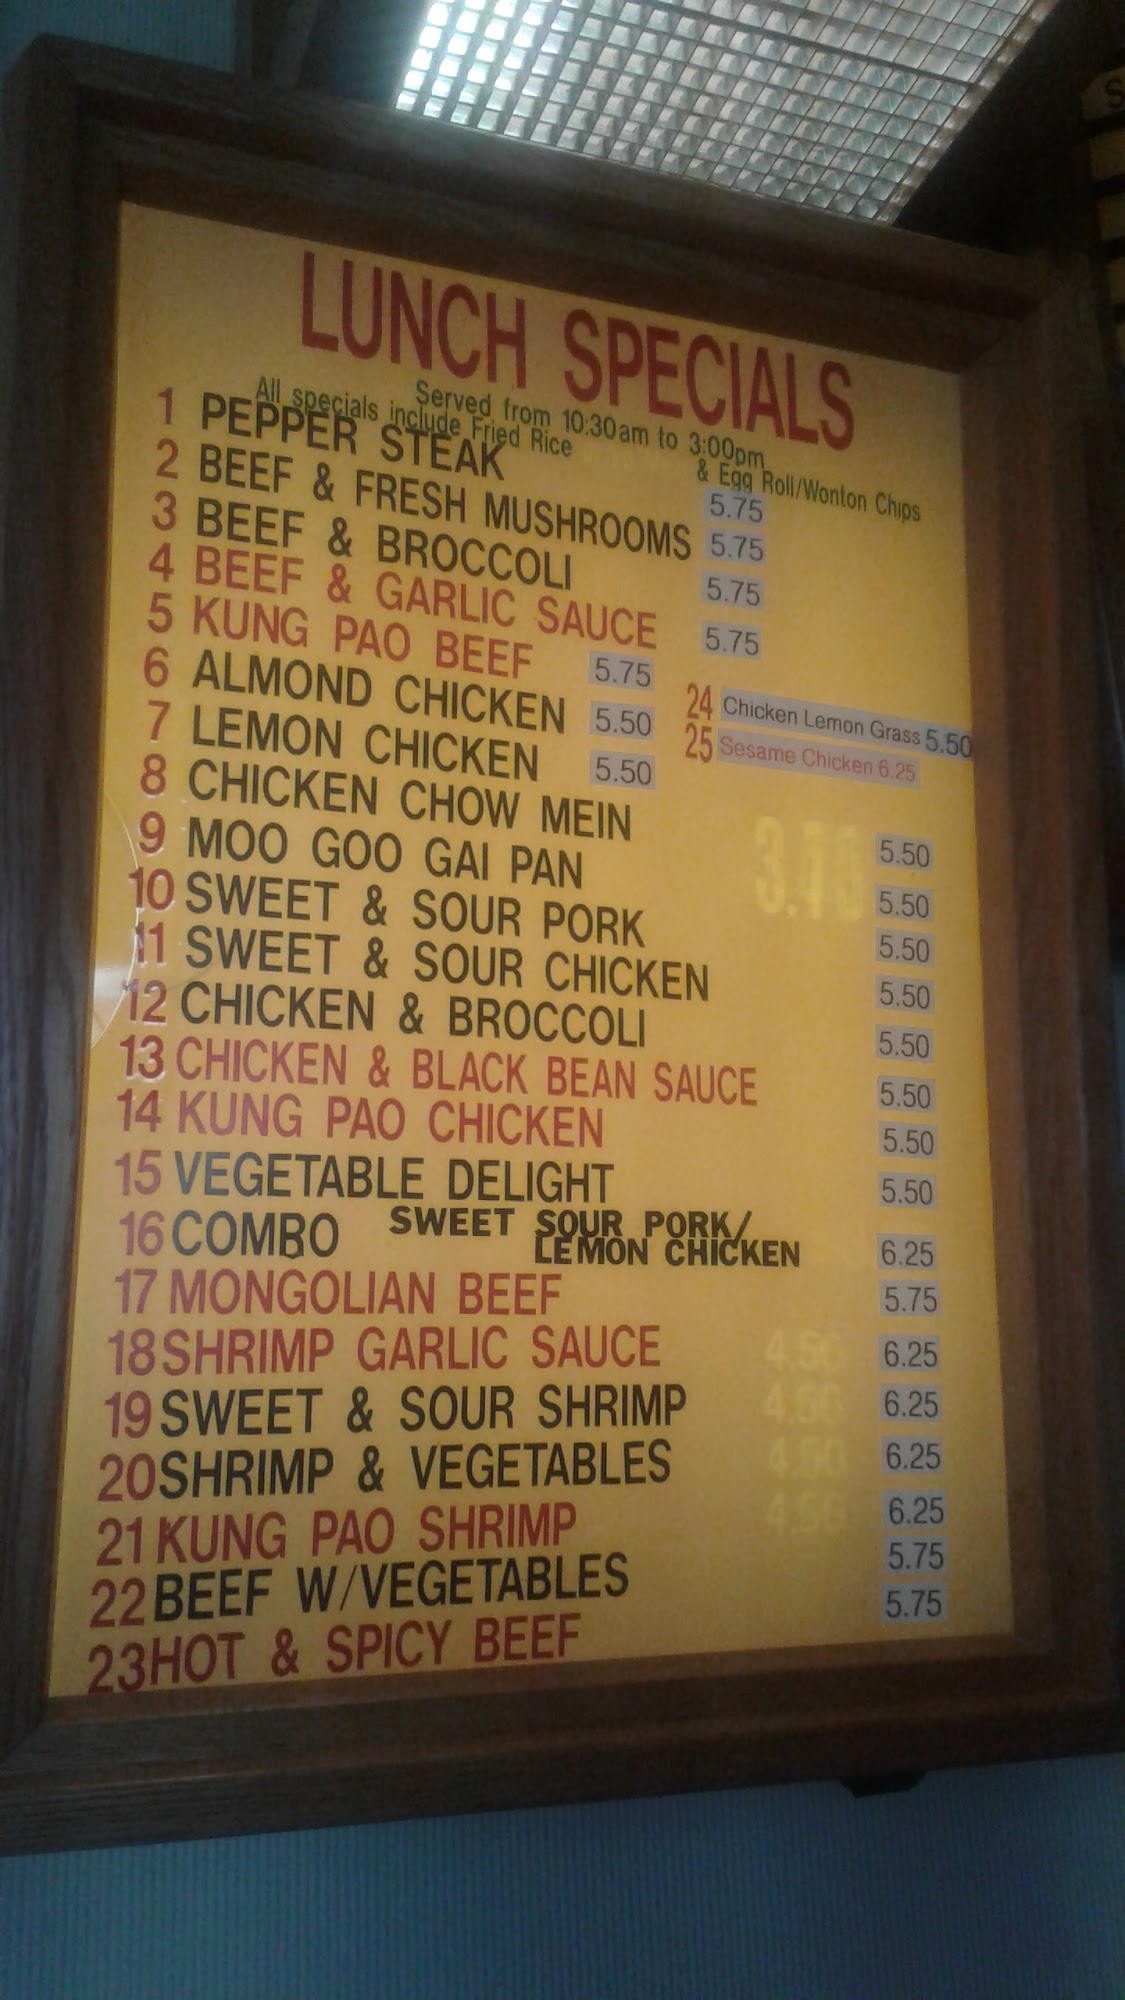 LUNCH SPECIALS
Served from 10:30am to 3:00pm
All specials include Fried Rice & Egg Roll/Wonton Chips
1 PEPPER STEAK 5.75
2 BEEF & FRESH MUSHROOMS 5.75
3 BEEF & BROCCOLI 5.75
4 BEEF & GARLIC SAUCE 5.75
5 KUNG PAO BEEF 5.75
6 ALMOND CHICKEN 5.50
7 LEMON CHICKEN 5.50
24 Chicken Lemon Grass 5.50
25 Sesame Chicken 6.25
8 CHICKEN CHOW MEIN 5.50
9 MOO GOO GAI PAN 5.50
10 SWEET & SOUR PORK 5.50
11 SWEET & SOUR CHICKEN 5.50
12 CHICKEN & BROCCOLI 5.50
13 CHICKEN & BLACK BEAN SAUCE 5.50
14 KUNG PAO CHICKEN 5.50
15 VEGETABLE DELIGHT 5.50
16 COMBO SWEET SOUR PORK/
LEMON CHICKEN 6.25
17 MONGOLIAN BEEF 5.75
18 SHRIMP GARLIC SAUCE 6.25
19 SWEET & SOUR SHRIMP 6.25
20 SHRIMP & VEGETABLES 6.25
21 KUNG PAO SHRIMP 6.25
22 BEEF W/VEGETABLES 5.75
23 HOT & SPICY BEEF 5.75